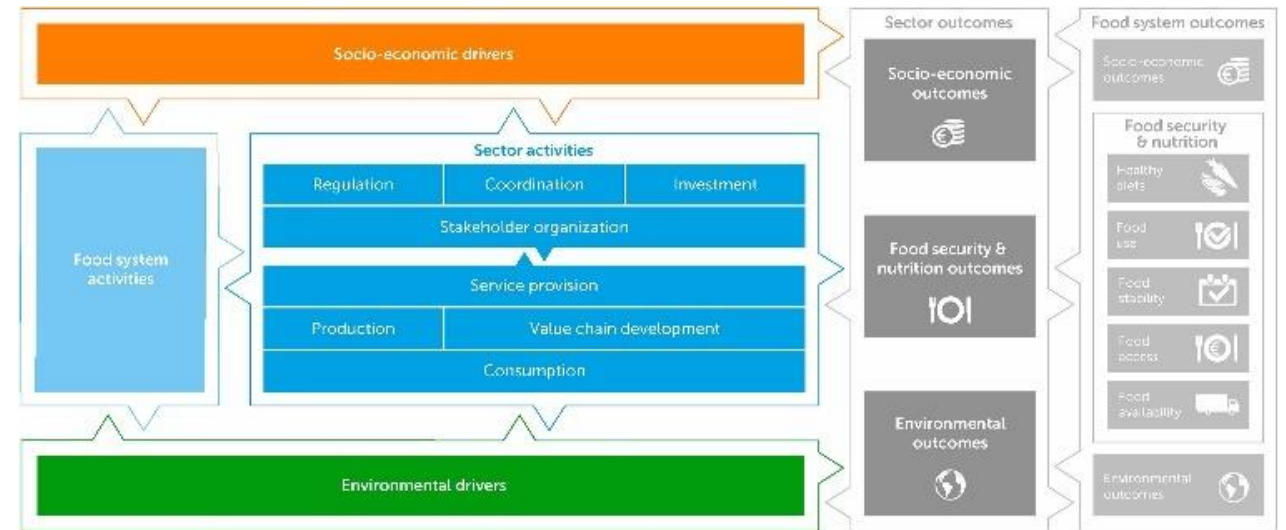 Socio-economic drivers
Food system
activities
Sector activities
Regulation
Coordination
Investment
Stakeholder organization
Service provision
Production
Value chain development
Consumption
Environmental drivers
Sector outcomes
Socio-economic
outcomes
Food security &
nutrition outcomes
Environmental
outcomes
Food system outcomes
Socio-economic
outcomes
Food security
& nutrition
Healthy
diets
Food
use
Food
stability
Food
access
Food
availability
Environmental
outcomes